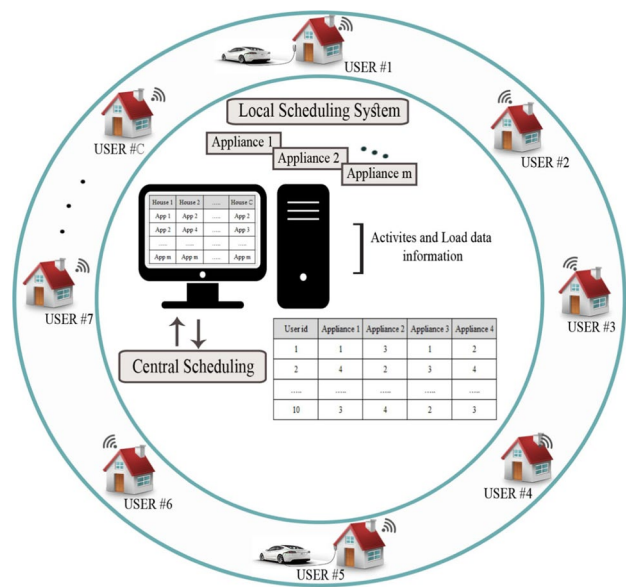 USER #1
USER #C
USER #2
Local Scheduling System
Appliance 1
Appliance 2
Appliance m
House 1 House 2 ..... House C
App 1 App 2 ..... App 2
App 2 App 4 ..... App 3
..... ..... ..... .....
App m App m App m
Activites and Load data
information
USER #7
USER #3
Central Scheduling
User id Appliance 1 Appliance 2 Appliance 3 Appliance 4
1 1 3 1 2
2 4 2 3 4
..... ..... ..... ..... .....
10 3 4 2 3
USER #6
USER #4
USER #5